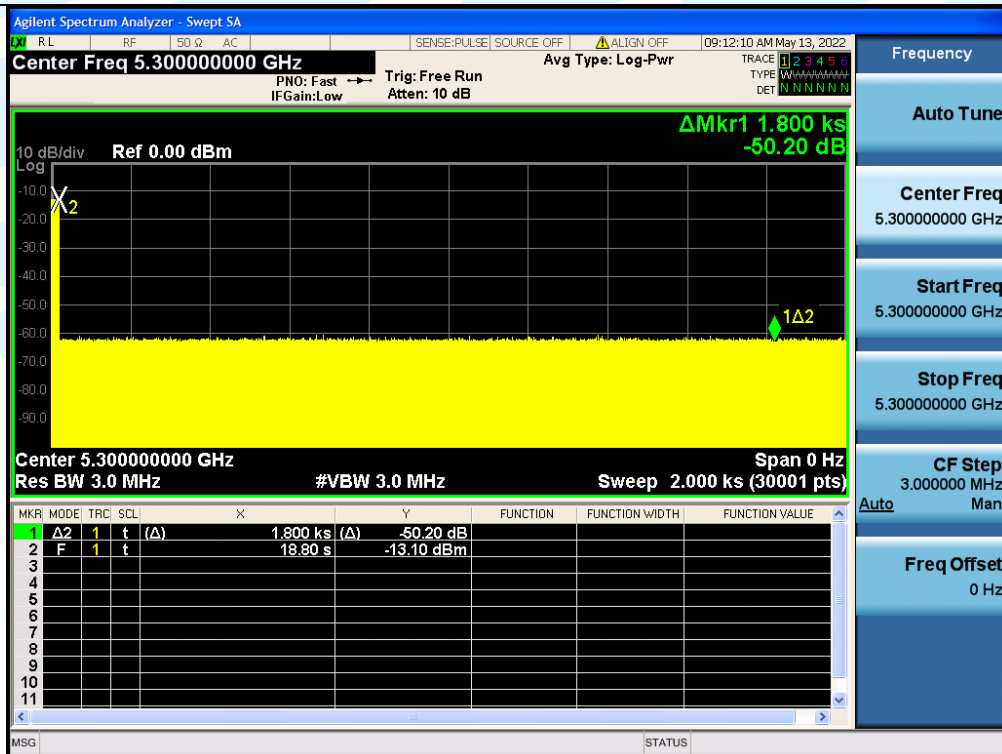 Agilent Spectrum Analyzer - Swept SA
LXI RL RF 50 Ω AC SENSE:PULSE SOURCE OFF ALIGN OFF 09:12:10 AM May 13, 2022
Center Freq 5.300000000 GHz Avg Type: Log-Pwr TRACE 1 2 3 4 5 6
PNO: Fast Trig: Free Run TYPE
IFGain:Low Atten: 10 dB DET N N N N N N
ΔMkr1 1.800 ks
-50.20 dB
10 dB/div Ref 0.00 dBm
Log
-10.0
2
-20.0
-30.0
-40.0
-50.0
1Δ2
-60.0
-70.0
-80.0
-90.0
Center 5.300000000 GHz Span 0 Hz
Res BW 3.0 MHz #VBW 3.0 MHz Sweep 2.000 ks (30001 pts)
MKR MODE TRC SCL X Y FUNCTION FUNCTION WIDTH FUNCTION VALUE
1 Δ2 1 t (Δ) 1.800 ks (Δ) -50.20 dB
2 F 1 t 18.80 s -13.10 dBm
3
4
5
6
7
8
9
10
11
MSG STATUS
Frequency
Auto Tune
Center Freq
5.300000000 GHz
Start Freq
5.300000000 GHz
Stop Freq
5.300000000 GHz
CF Step
3.000000 MHz
Auto Man
Freq Offset
0 Hz